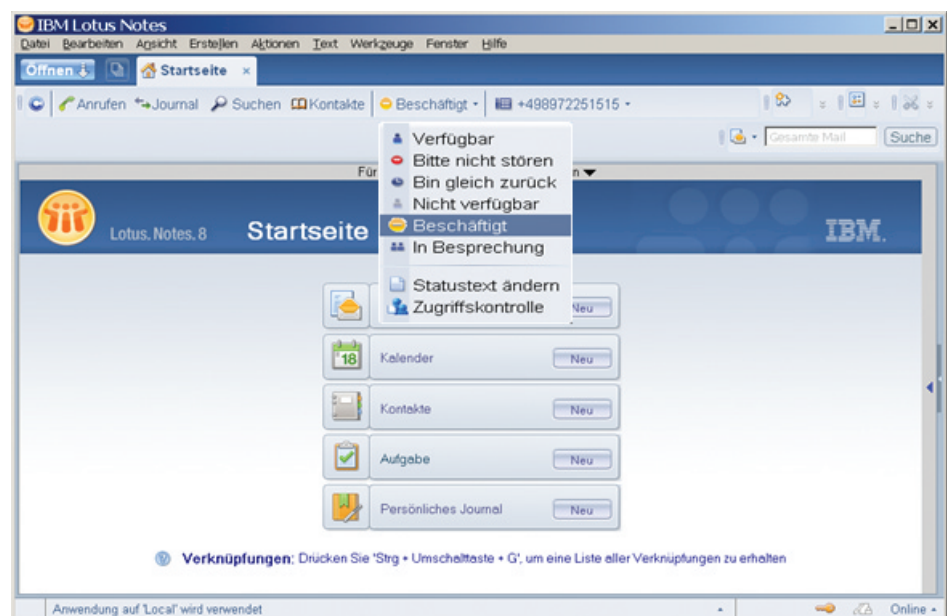 IBM Lotus Notes
Datei Bearbeiten Ansicht Erstellen Aktionen Text Werkzeuge Fenster Hilfe
Öffnen Startseite ×
Anrufen Journal Suchen Kontakte Beschäftigt +498972251515
Gesamte Mail Suche
Für
Verfügbar
Bitte nicht stören
Bin gleich zurück
Nicht verfügbar
Beschäftigt
In Besprechung
Statustext ändern
Zugriffskontrolle
Lotus. Notes. 8 Startseite IBM.
Neu
18 Kalender Neu
Kontakte Neu
Aufgabe Neu
Persönliches Journal Neu
Verknüpfungen: Drücken Sie 'Strg + Umschalttaste + G', um eine Liste aller Verknüpfungen zu erhalten
Anwendung auf 'Local' wird verwendet Online